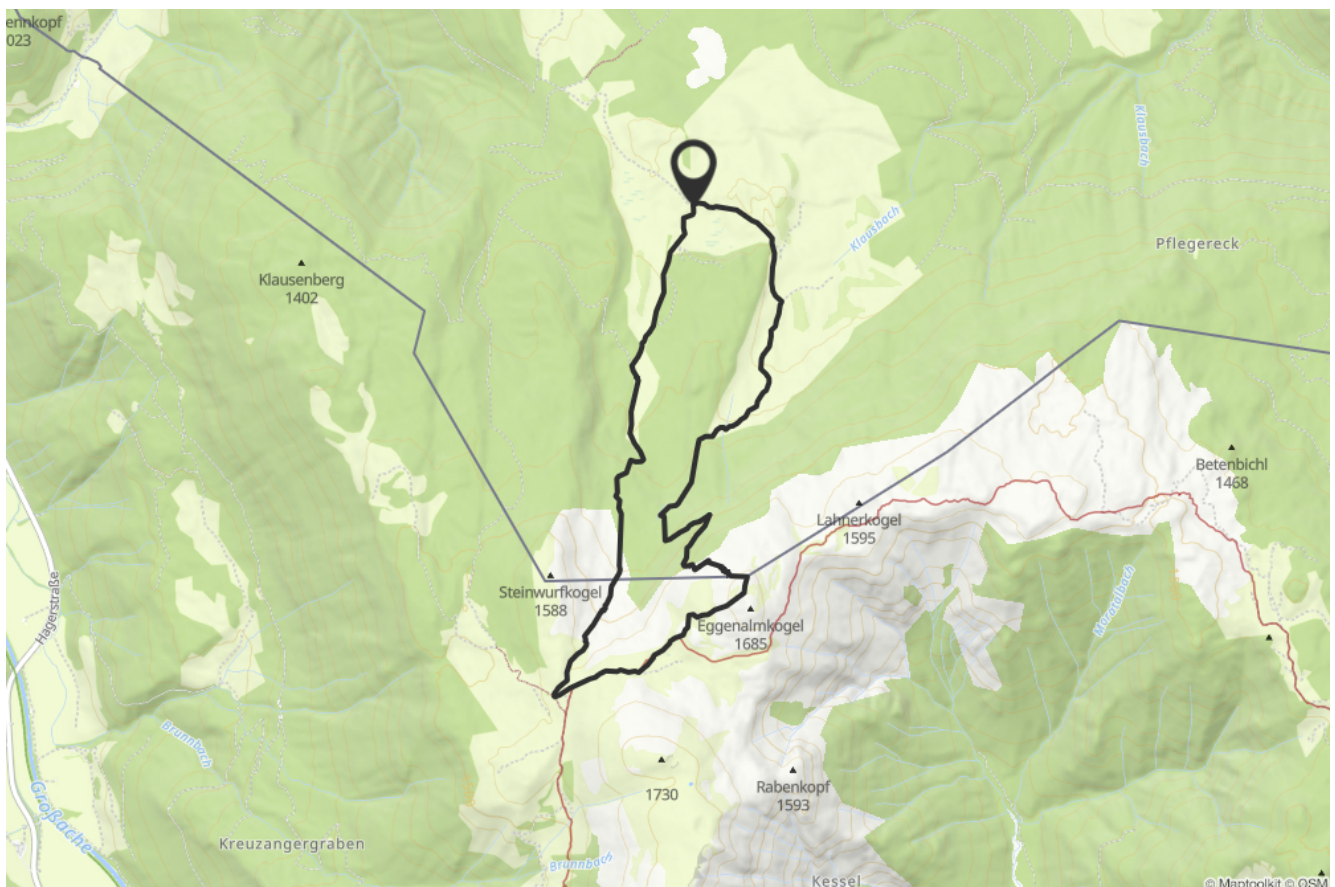 ennkopf
023
Klausbach
Klausbach
Pflegereck
Klausenberg
1402
Betenbichl
1468
Lahnerkogel
1595
Hagerstraße
Steinwurfkogel
1588
Eggenalmkogel
1685
Maratalbach
Brunnbach
Großache
1730
Rabenkopf
1593
Kreuzangergraben
Brunnbach
Kessel
© Maptoolkit © OSM